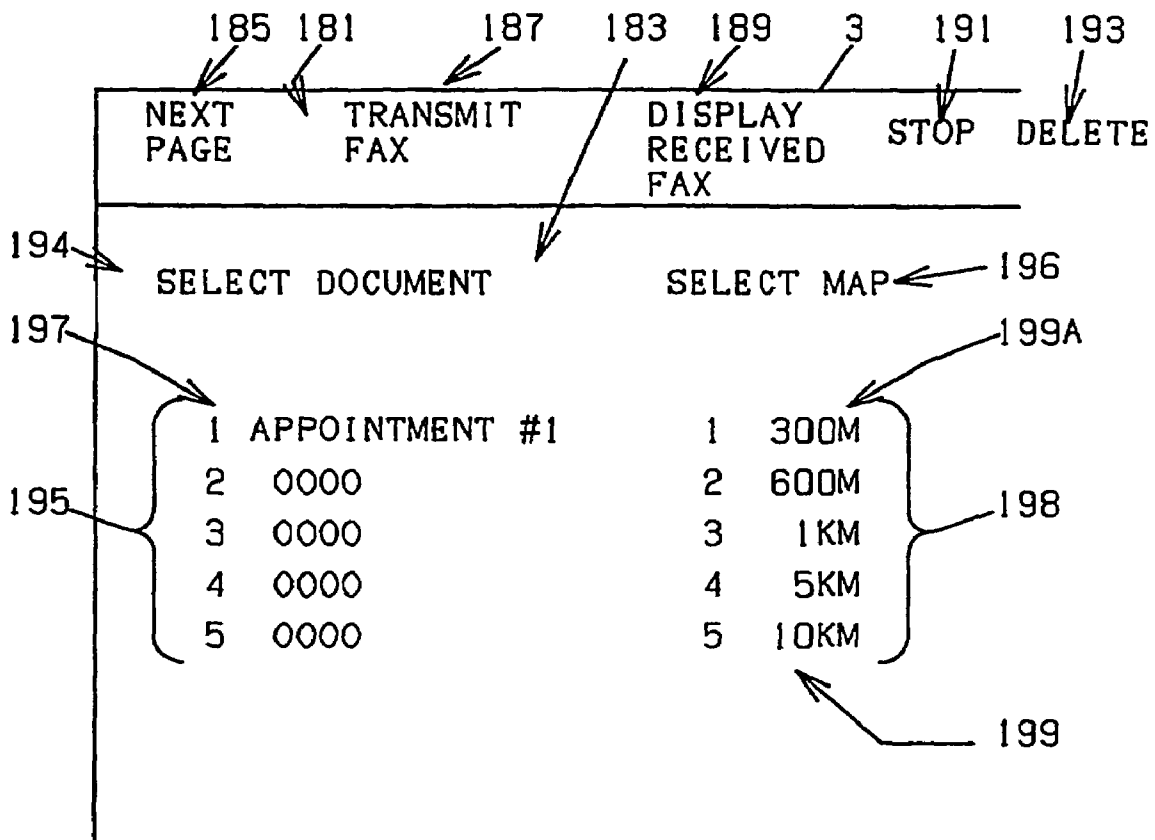 185 181 187 183 189 3 191 193
NEXT TRANSMIT DISPLAY STOP DELETE
PAGE FAX RECEIVED
FAX
194 SELECT DOCUMENT SELECT MAP 196
197 199A
1 APPOINTMENT #1 1 300M
2 0000 2 600M
195 3 0000 3 1KM 198
4 0000 4 5KM
5 0000 5 10KM
199